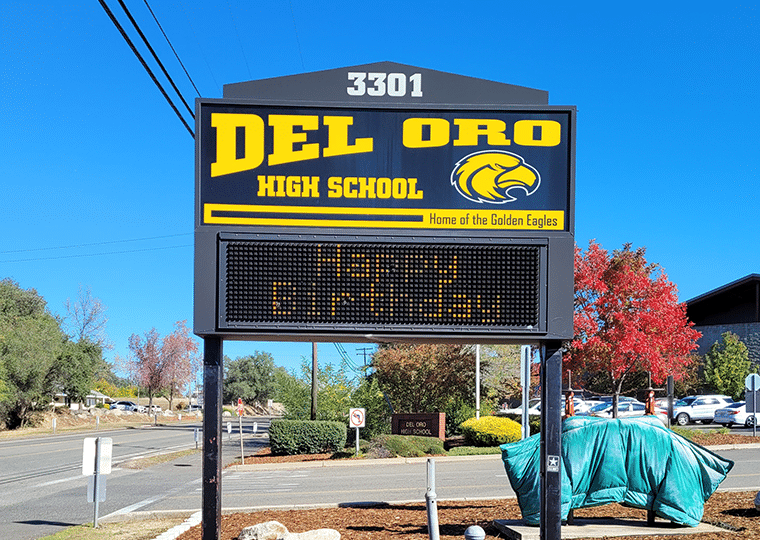 3301
DEL ORO
HIGH SCHOOL
Home of the Golden Eagles
Happy
Birthday
DEL ORO
HIGH SCHOOL